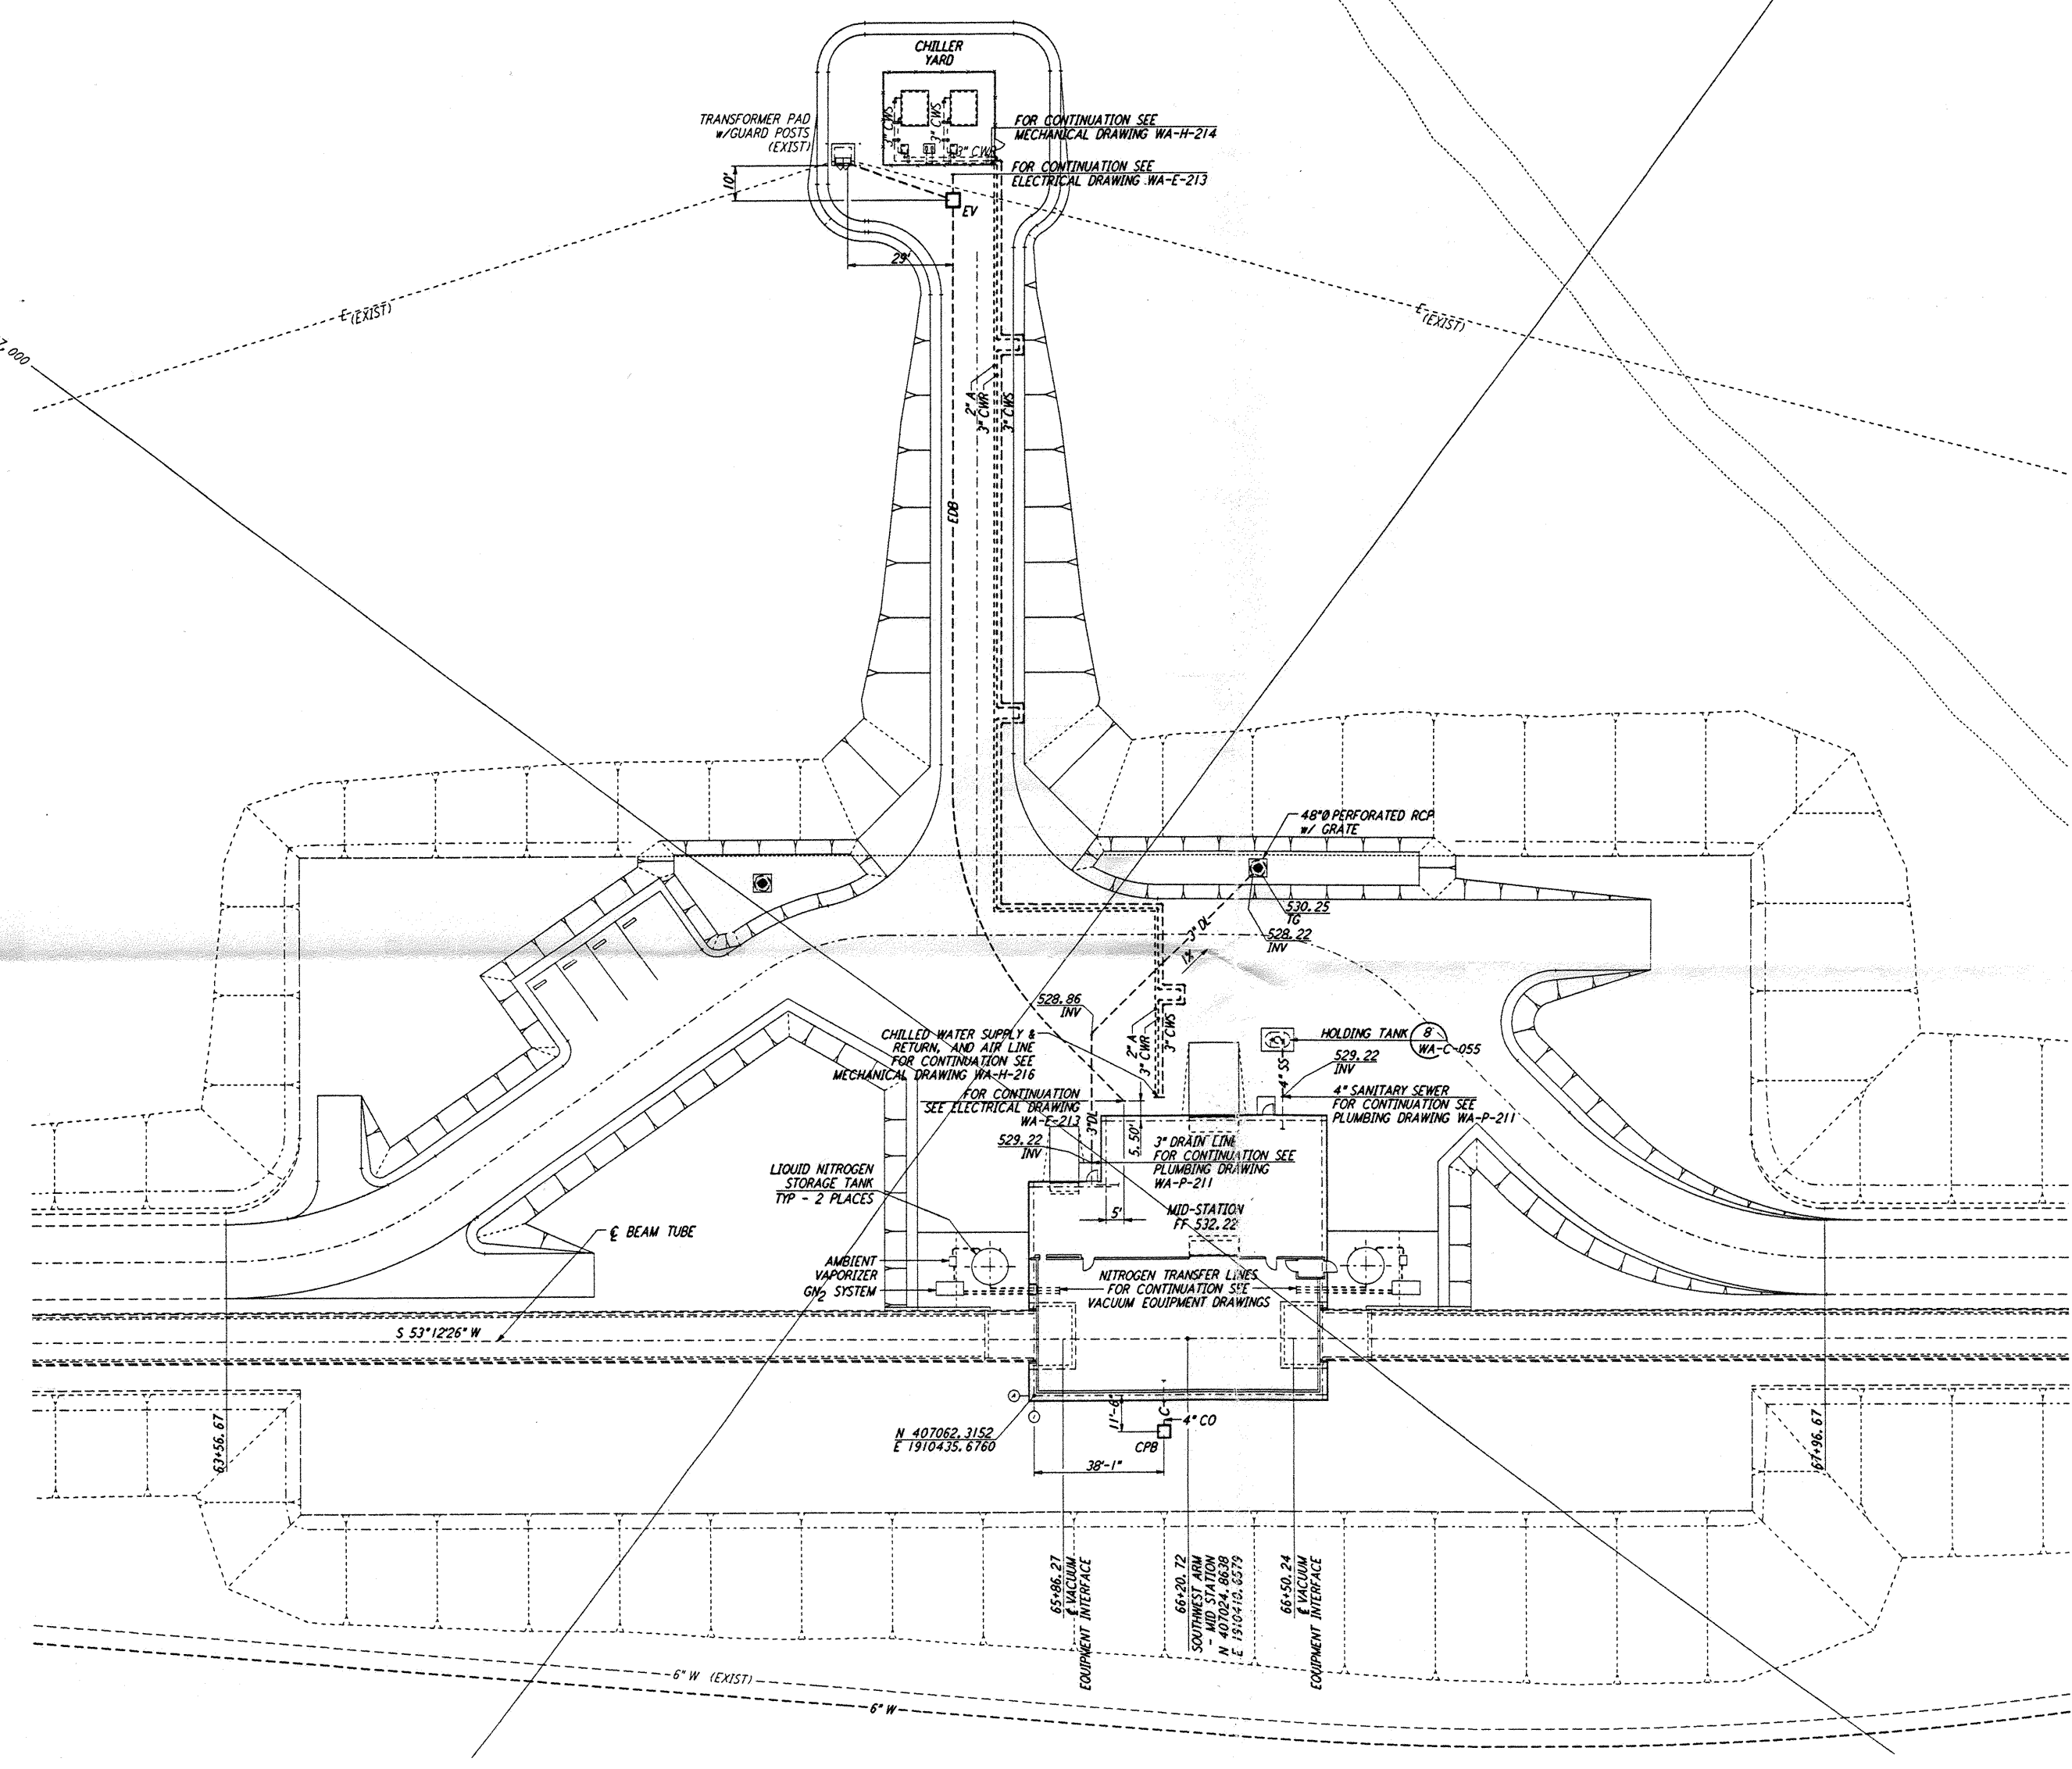 CHILLER
YARD
TRANSFORMER PAD
w/GUARD POSTS
(EXIST)
3" CWS
3" CWS
3" CWR
FOR CONTINUATION SEE
MECHANICAL DRAWING WA-H-214
FOR CONTINUATION SEE
ELECTRICAL DRAWING WA-E-213
10'
EV
29'
E (EXIST)
E (EXIST)
2" A
3" CWR
3" CWS
EDB
48"Ø PERFORATED RCP
w/ GRATE
530.25
TG
528.22
INV
3" DL
528.86
INV
CHILLED WATER SUPPLY &
RETURN, AND AIR LINE
FOR CONTINUATION SEE
MECHANICAL DRAWING WA-H-216
2" A
3" CWR
3" CWS
HOLDING TANK
8
WA-C-055
529.22
INV
4" SS
4" SANITARY SEWER
FOR CONTINUATION SEE
PLUMBING DRAWING WA-P-211
FOR CONTINUATION
SEE ELECTRICAL DRAWING
WA-E-213
3"DL
529.22
INV
5.50'
3" DRAIN LINE
FOR CONTINUATION SEE
PLUMBING DRAWING
WA-P-211
LIQUID NITROGEN
STORAGE TANK
TYP - 2 PLACES
5'
MID-STATION
FF 532.22
℄ BEAM TUBE
AMBIENT
VAPORIZER
GN2 SYSTEM
NITROGEN TRANSFER LINES
FOR CONTINUATION SEE
VACUUM EQUIPMENT DRAWINGS
S 53°12'26" W
63+56.67
67+96.67
N 407062.3152
E 1910435.6760
11'-6"
C
4" CO
CPB
38'-1"
65+86.27
℄ VACUUM
EQUIPMENT INTERFACE
66+20.72
SOUTHWEST ARM
- MID STATION
N 407024.8638
E 1910410.6579
66+50.24
℄ VACUUM
EQUIPMENT INTERFACE
6" W (EXIST)
6" W